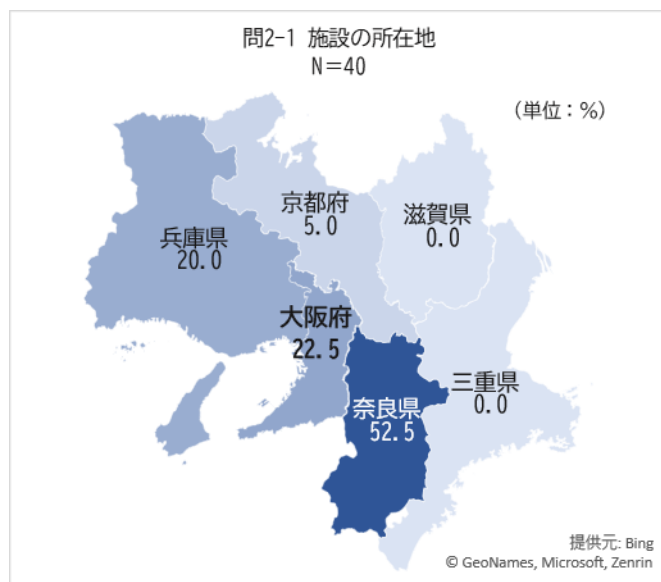 問2-1 施設の所在地
N=40
(単位：%)
京都府
5.0
滋賀県
0.0
兵庫県
20.0
大阪府
22.5
三重県
0.0
奈良県
52.5
提供元: Bing
© GeoNames, Microsoft, Zenrin